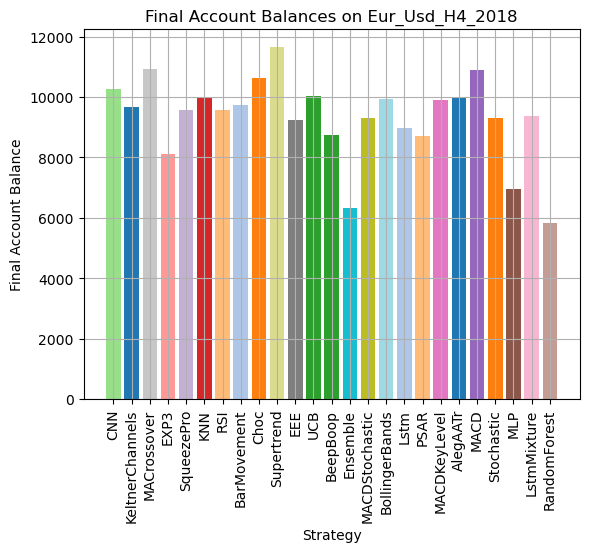 Final Account Balances on Eur_Usd_H4_2018
Final Account Balance
12000
10000
8000
6000
4000
2000
0
CNN
KeltnerChannels
MACrossover
EXP3
SqueezePro
KNN
RSI
BarMovement
Choc
Supertrend
EEE
UCB
BeepBoop
Ensemble
MACDStochastic
BollingerBands
Lstm
PSAR
MACDKeyLevel
AlegAATr
MACD
Stochastic
MLP
LstmMixture
RandomForest
Strategy